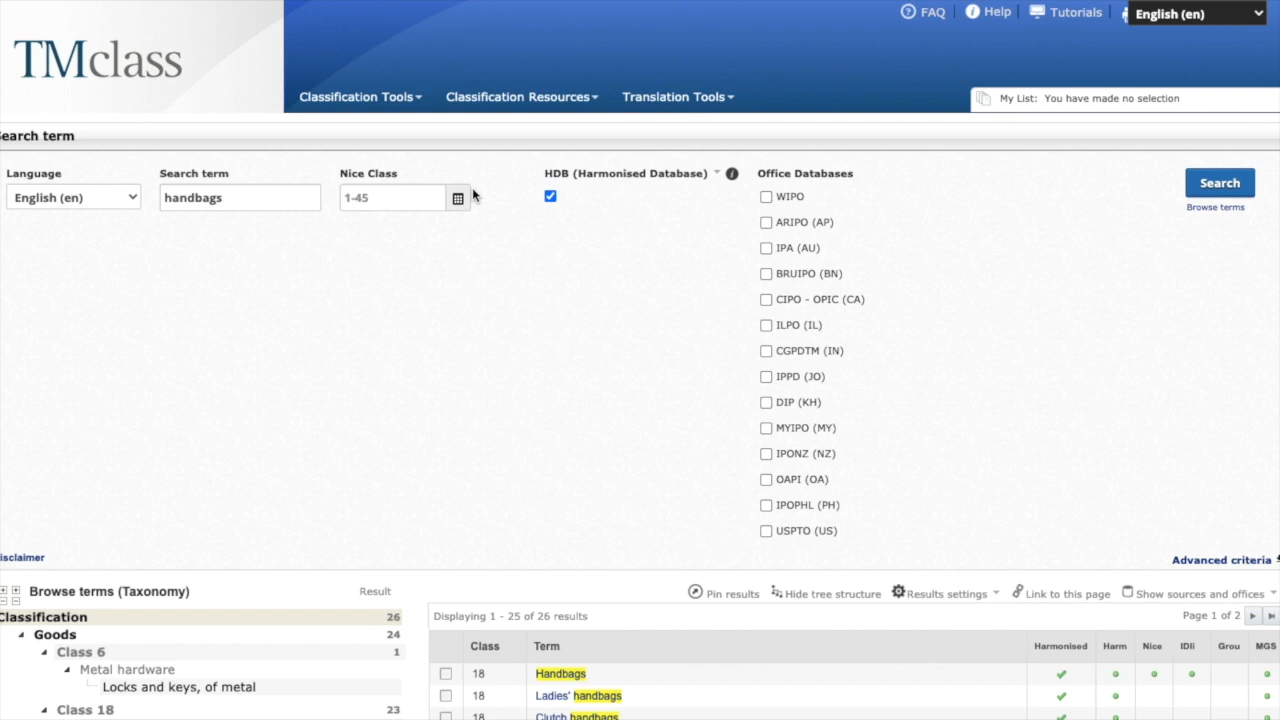 FAQ
Help
Tutorials
English (en)
TMclass
Classification Tools
Classification Resources
Translation Tools
My List: You have made no selection
Search term
Language
Search term
Nice Class
HDB (Harmonised Database)
Office Databases
English (en)
handbags
1-45
WIPO
Search
Browse terms
ARIPO (AP)
IPA (AU)
BRUIPO (BN)
CIPO - OPIC (CA)
ILPO (IL)
CGPDTM (IN)
IPPD (JO)
DIP (KH)
MYIPO (MY)
IPONZ (NZ)
OAPI (OA)
IPOPHL (PH)
USPTO (US)
isclaimer
Advanced criteria
Browse terms (Taxonomy)
Result
Pin results
Hide tree structure
Results settings
Link to this page
Show sources and offices
Classification 26
Displaying 1 - 25 of 26 results
Page 1 of 2
Goods 24
Class 6 1
Metal hardware
Locks and keys, of metal
Class 18 23
Class Term Harmonised Harm Nice IDli Grou MGS
18 Handbags
18 Ladies' handbags
18 Clutch handbags